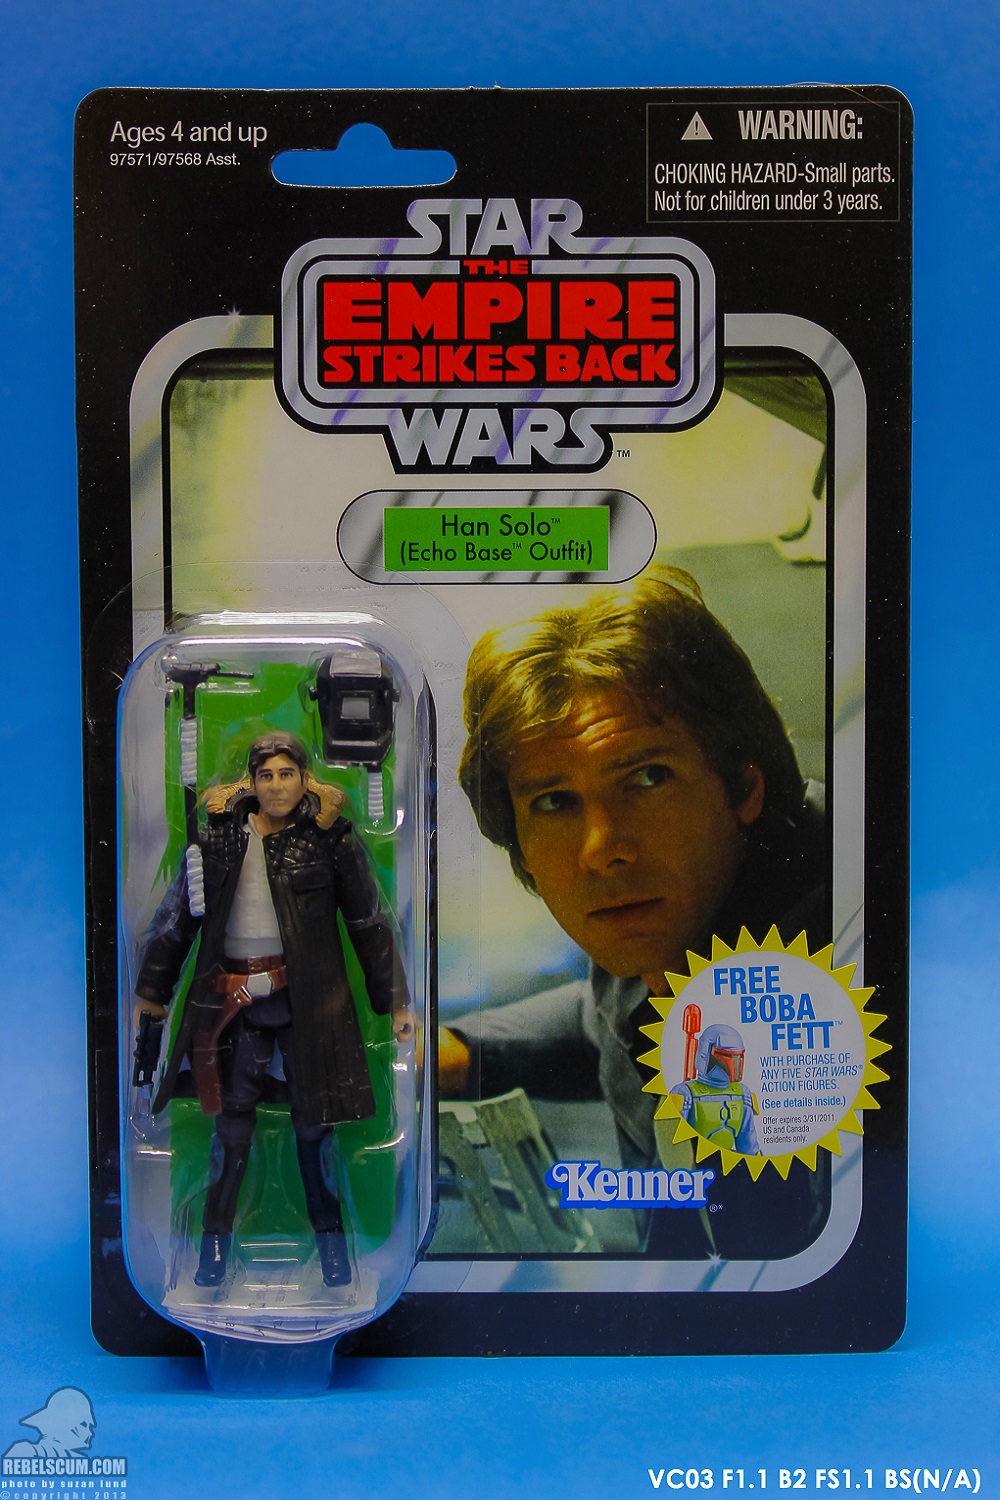 Ages 4 and up
97571/97568 Asst.
WARNING:
CHOKING HAZARD-Small parts.
Not for children under 3 years.
STAR
THE
EMPIRE
STRIKES BACK
WARS™
Han Solo™
(Echo Base™ Outfit)
FREE
BOBA
FETT™
WITH PURCHASE OF
ANY FIVE STAR WARS®
ACTION FIGURES.
(See details inside.)
Offer expires 3/31/2011.
US and Canada
residents only.
Kenner®*
REBELSCUM.COM
photo by suzan lund
© copyright 2013
VC03 F1.1 B2 FS1.1 BS(N/A)